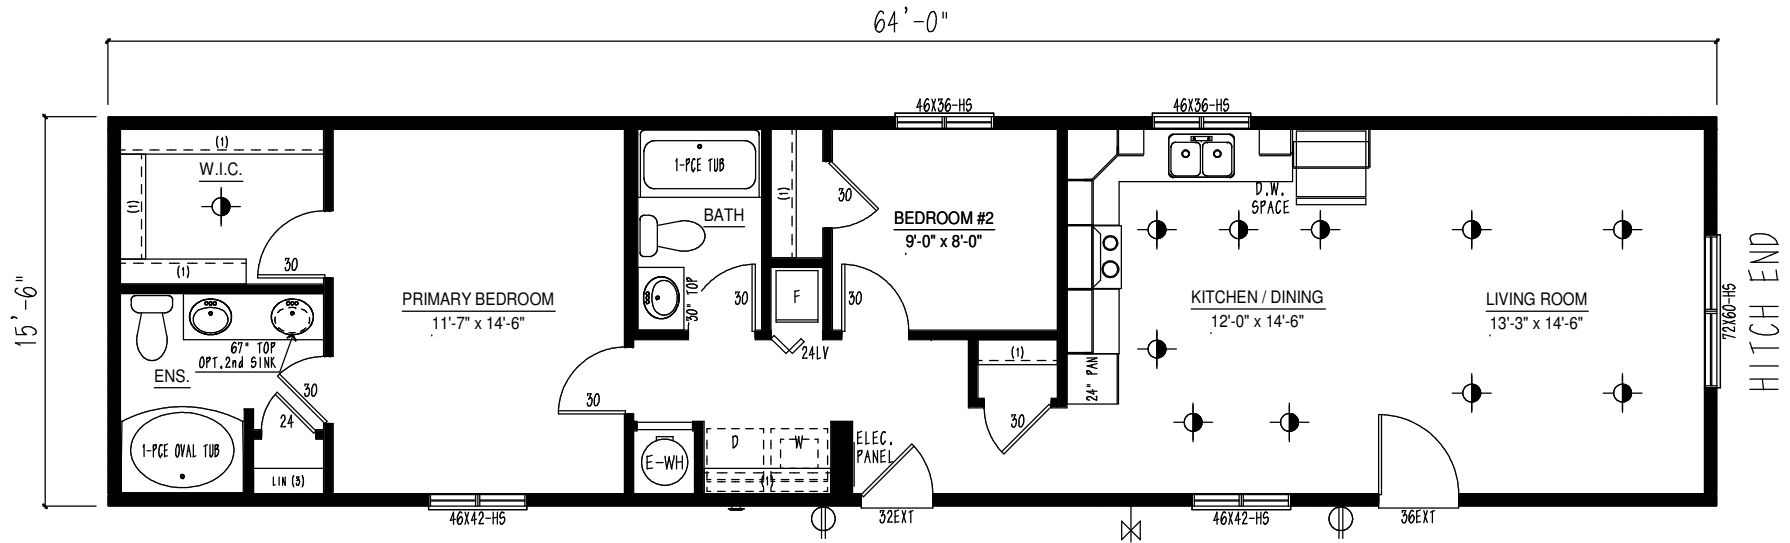 64'-0"
46X36-HS
46X36-HS
(1)
W.I.C.
(1)
(1)
30
1-PCE TUB
BATH
30" TOP
30
(1)
30
BEDROOM #2
9'-0" x 8'-0"
30
F
24LV
D.W.
SPACE
15'-6"
PRIMARY BEDROOM
11'-7" x 14'-6"
KITCHEN / DINING
12'-0" x 14'-6"
LIVING ROOM
13'-3" x 14'-6"
72X60-HS
HITCH END
67" TOP
OPT.2nd SINK
ENS.
30
24
30
(1)
30
24" PAN
1-PCE OVAL TUB
LIN (3)
E-WH
D
W
(1)
ELEC.
PANEL
46X42-HS
32EXT
46X42-HS
36EXT